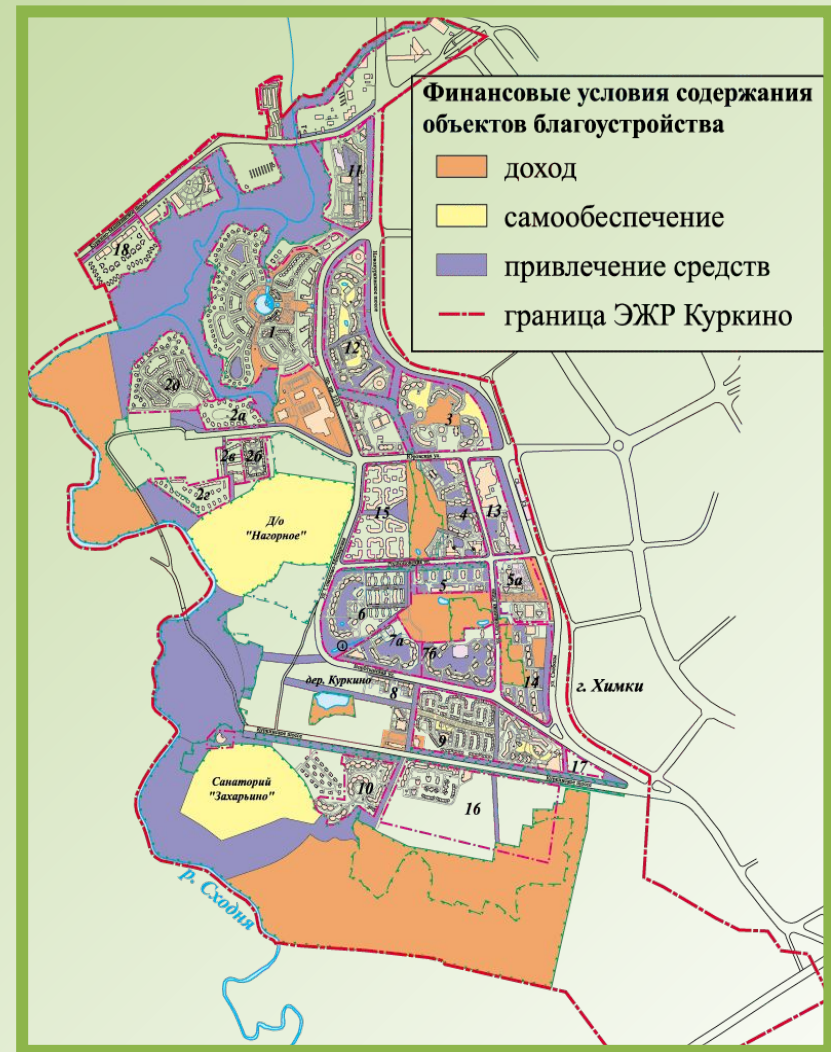 Финансовые условия содержания
объектов благоустройства
доход
самообеспечение
привлечение средств
граница ЭЖР Куркино
11
18
1
12
2д
2а
3
2в
2б
2г
15
4
13
Д/о
"Нагорное"
5
5а
6
7а
7б
14
г. Химки
дер. Куркино
8
9
17
Санаторий
"Захарьино"
10
16
р. Сходня